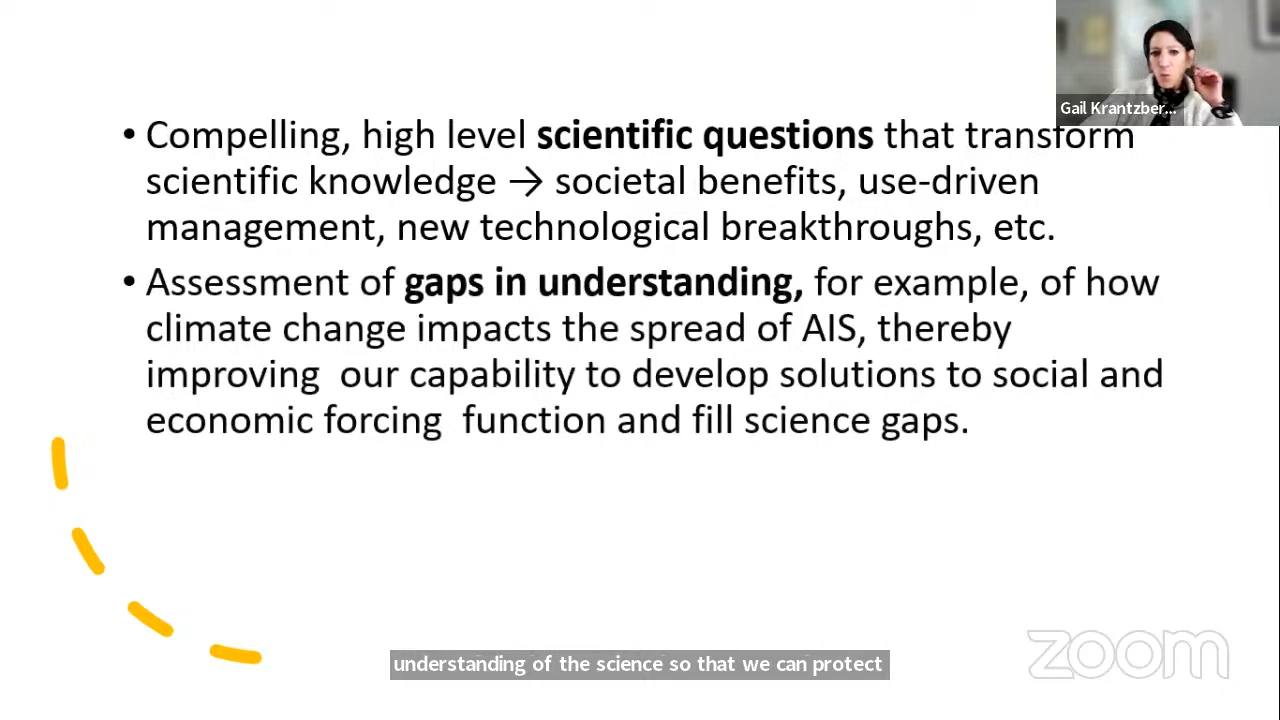 Gail Krantzber...
• Compelling, high level scientific questions that transform
scientific knowledge → societal benefits, use-driven
management, new technological breakthroughs, etc.
• Assessment of gaps in understanding, for example, of how
climate change impacts the spread of AIS, thereby
improving  our capability to develop solutions to social and
economic forcing  function and fill science gaps.
understanding of the science so that we can protect
zoom